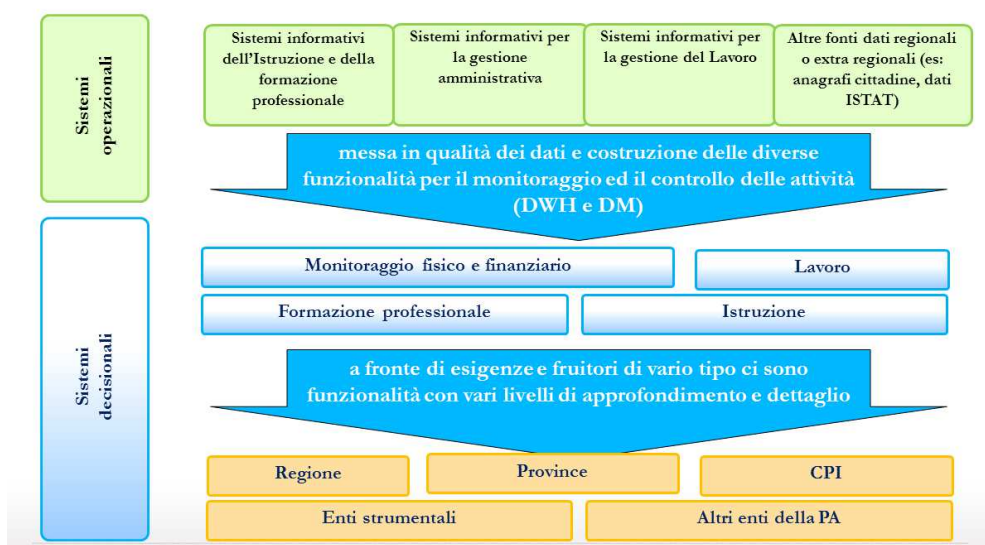 Sistemi
operazionali
Sistemi informativi
dell'Istruzione e della
formazione
professionale
Sistemi informativi per
la gestione
amministrativa
Sistemi informativi per
la gestione del Lavoro
Altre fonti dati regionali
o extra regionali (es:
anagrafi cittadine, dati
ISTAT)
messa in qualità dei dati e costruzione delle diverse
funzionalità per il monitoraggio ed il controllo delle attività
(DWH e DM)
Sistemi
decisionali
Monitoraggio fisico e finanziario
Lavoro
Formazione professionale
Istruzione
a fronte di esigenze e fruitori di vario tipo ci sono
funzionalità con vari livelli di approfondimento e dettaglio
Regione
Province
CPI
Enti strumentali
Altri enti della PA